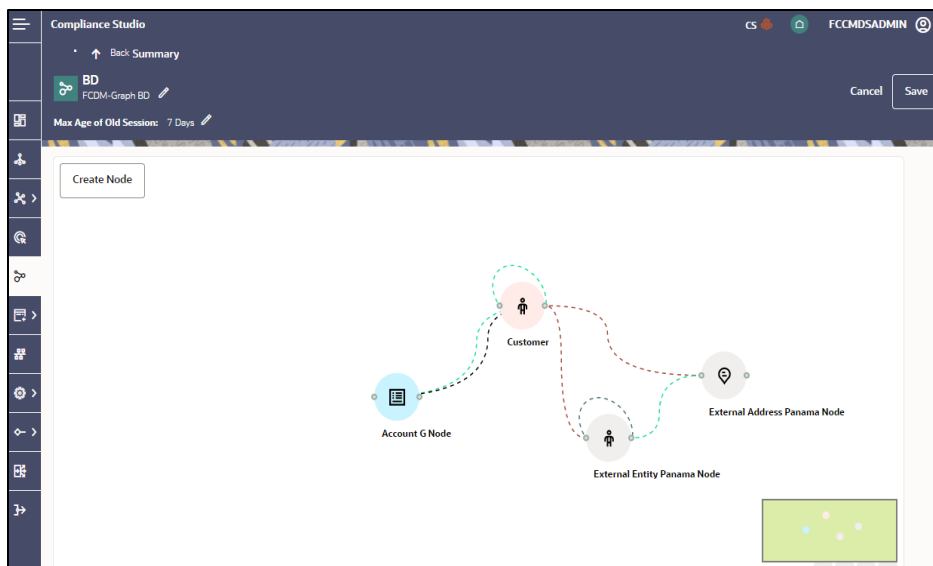 Compliance Studio
CS
FCCMDSADMIN
Back Summary
BD
FCDM-Graph BD
Cancel
Save
Max Age of Old Session: 7 Days
Create Node
Customer
External Address Panama Node
Account G Node
External Entity Panama Node